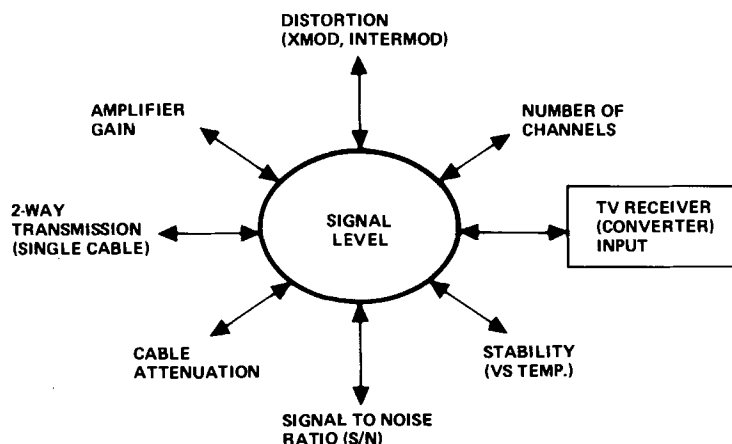 DISTORTION
(XMOD, INTERMOD)
AMPLIFIER
GAIN
NUMBER OF
CHANNELS
2-WAY
TRANSMISSION
(SINGLE CABLE)
SIGNAL
LEVEL
TV RECEIVER
(CONVERTER)
INPUT
CABLE
ATTENUATION
STABILITY
(VS TEMP.)
SIGNAL TO NOISE
RATIO (S/N)